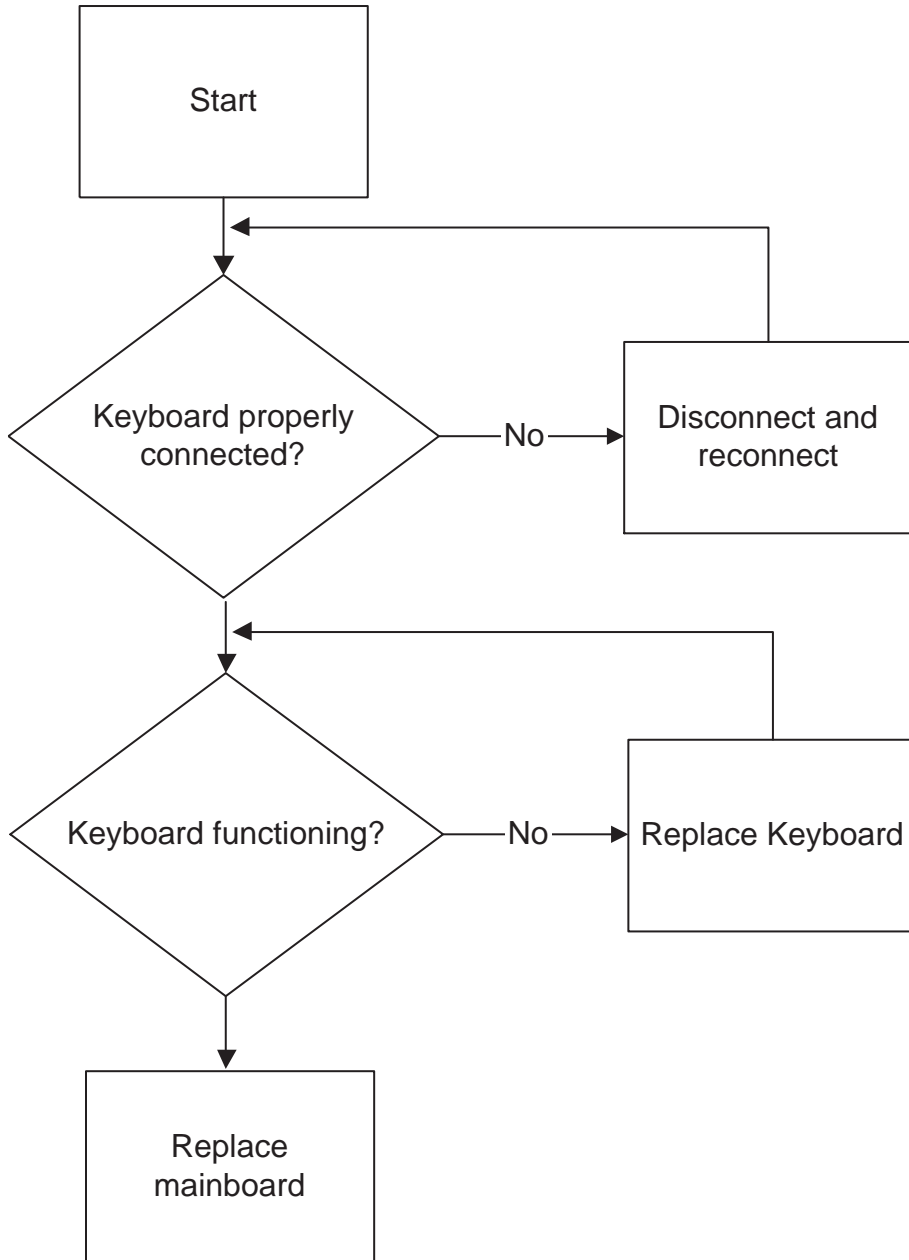 Start
Keyboard properly
connected?
No
Disconnect and
reconnect
Keyboard functioning?
No
Replace Keyboard
Replace
mainboard